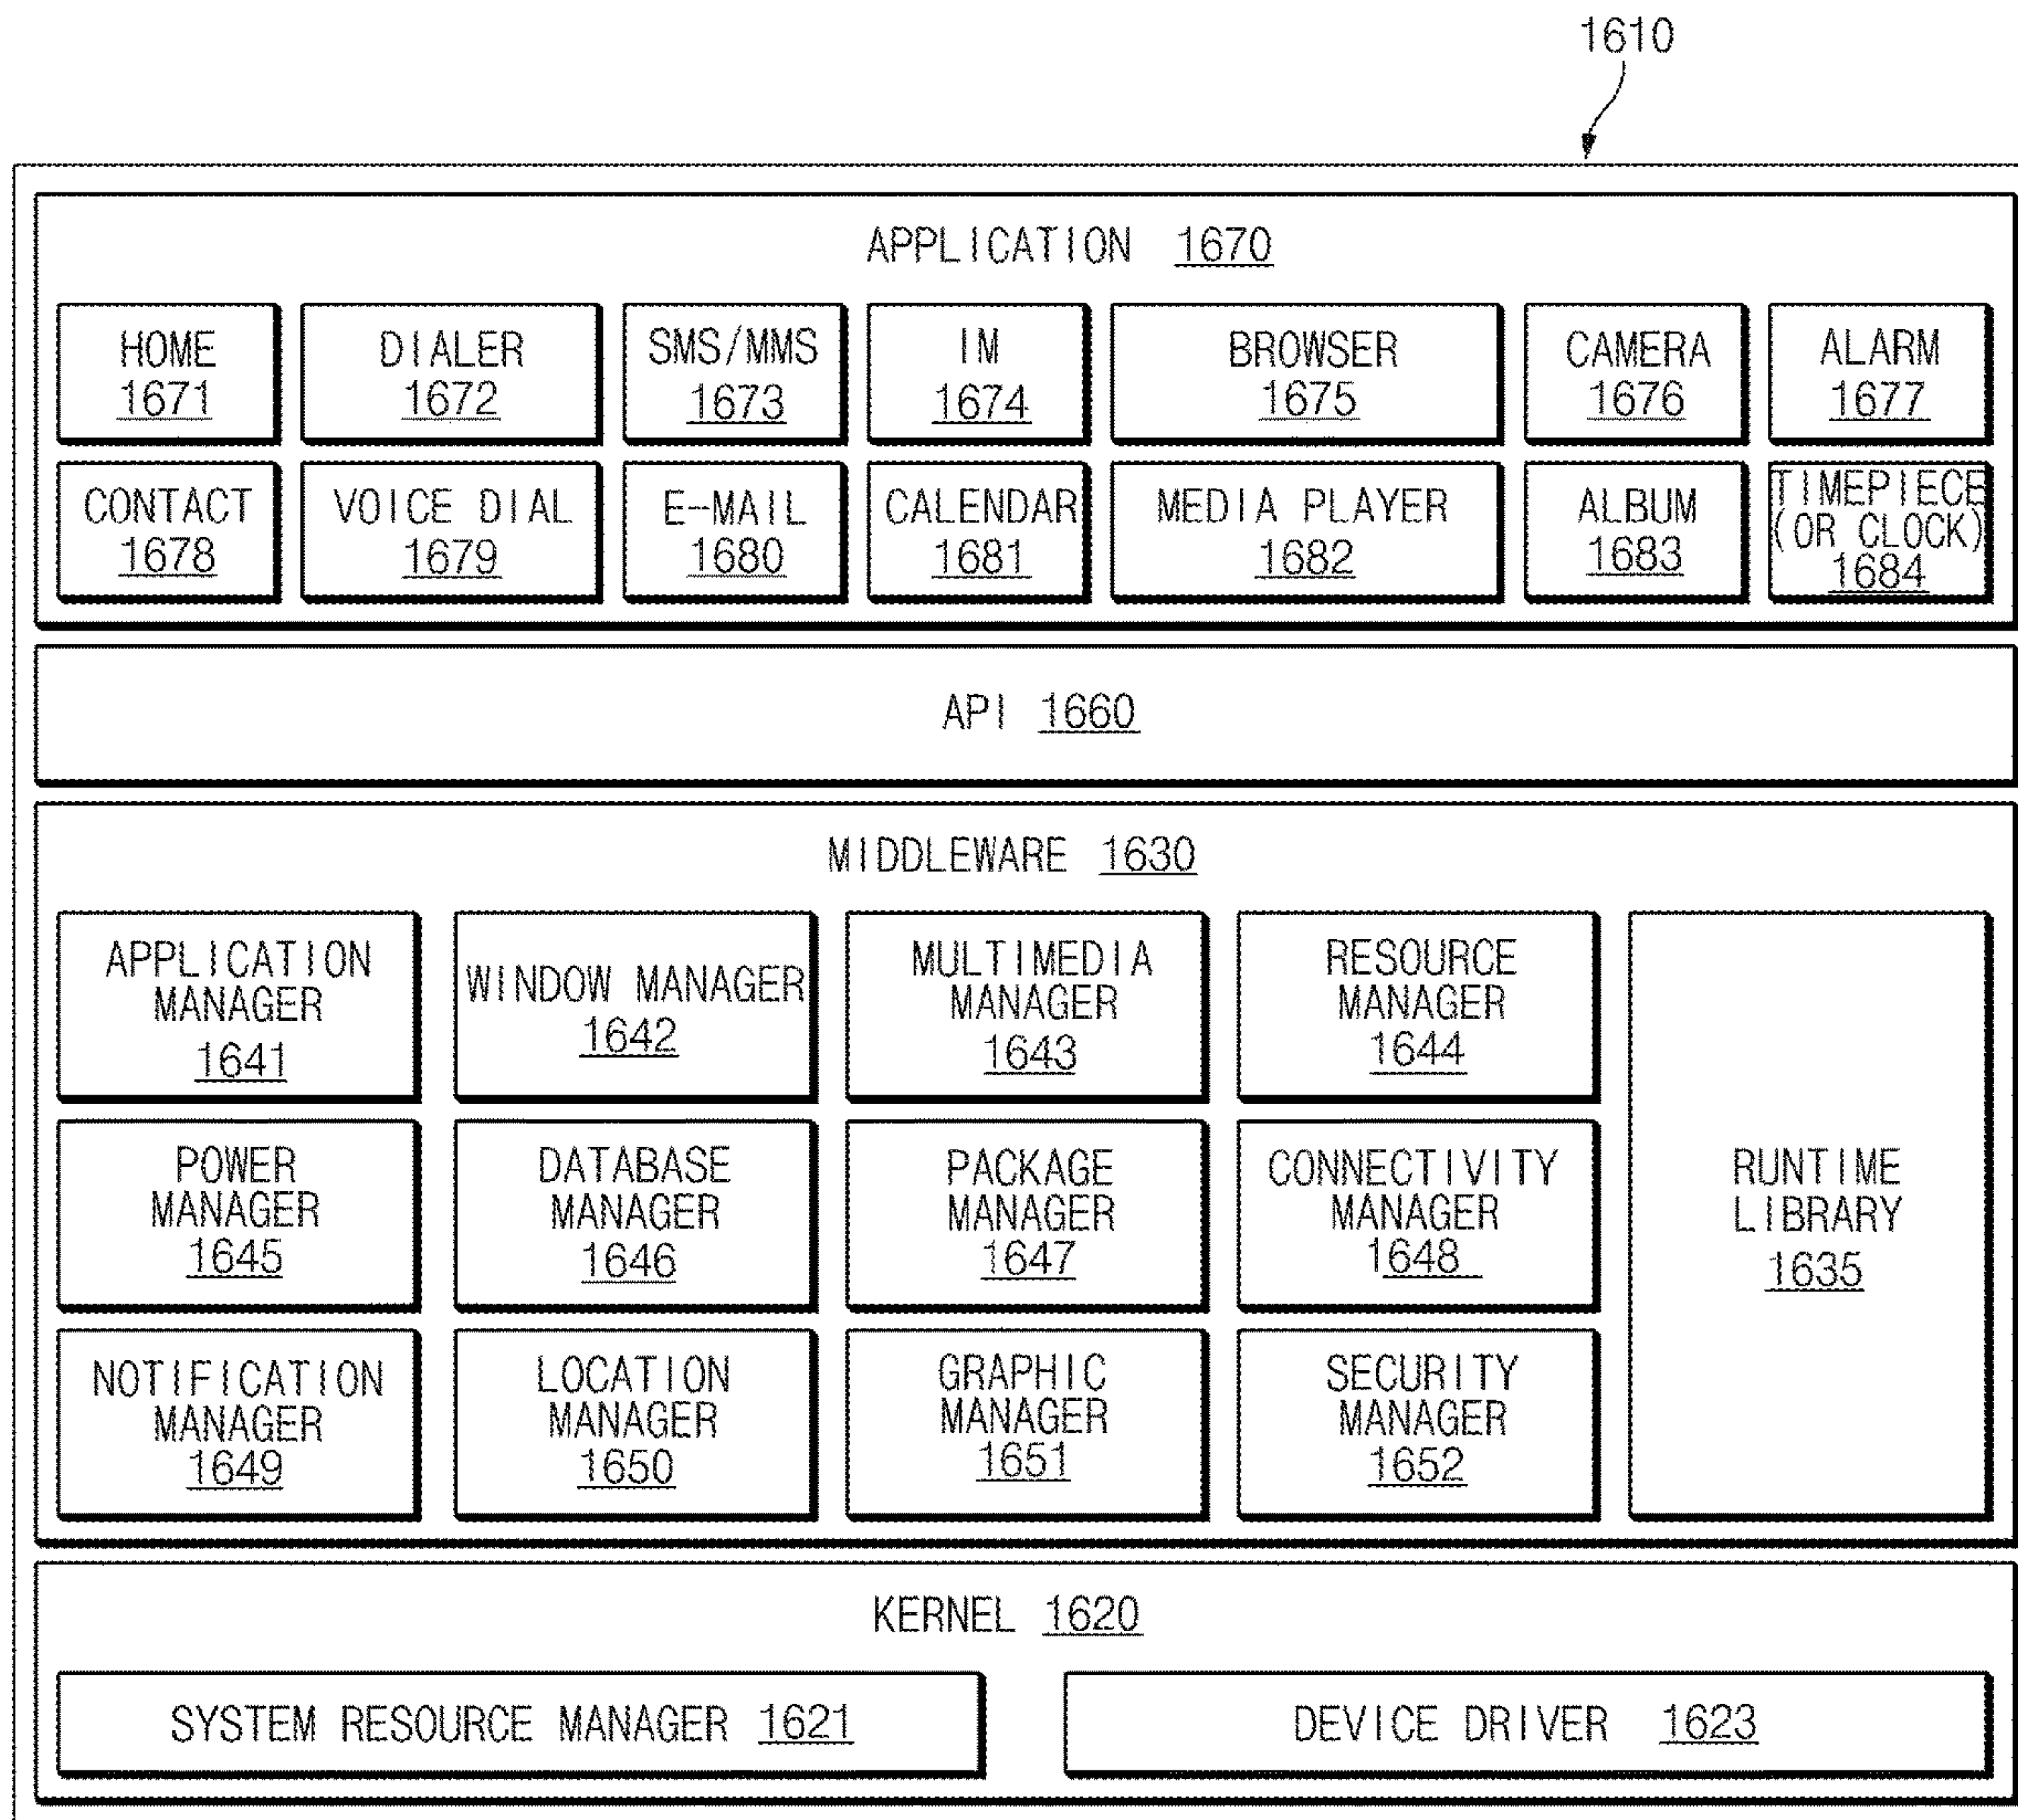 1610
APPLICATION 1670
HOME
1671
DIALER
1672
SMS/MMS
1673
IM
1674
BROWSER
1675
CAMERA
1676
ALARM
1677
CONTACT
1678
VOICE DIAL
1679
E-MAIL
1680
CALENDAR
1681
MEDIA PLAYER
1682
ALBUM
1683
TIMEPIECE
(OR CLOCK)
1684
API 1660
MIDDLEWARE 1630
APPLICATION
MANAGER
1641
WINDOW MANAGER
1642
MULTIMEDIA
MANAGER
1643
RESOURCE
MANAGER
1644
POWER
MANAGER
1645
DATABASE
MANAGER
1646
PACKAGE
MANAGER
1647
CONNECTIVITY
MANAGER
1648
RUNTIME
LIBRARY
1635
NOTIFICATION
MANAGER
1649
LOCATION
MANAGER
1650
GRAPHIC
MANAGER
1651
SECURITY
MANAGER
1652
KERNEL 1620
SYSTEM RESOURCE MANAGER 1621
DEVICE DRIVER 1623